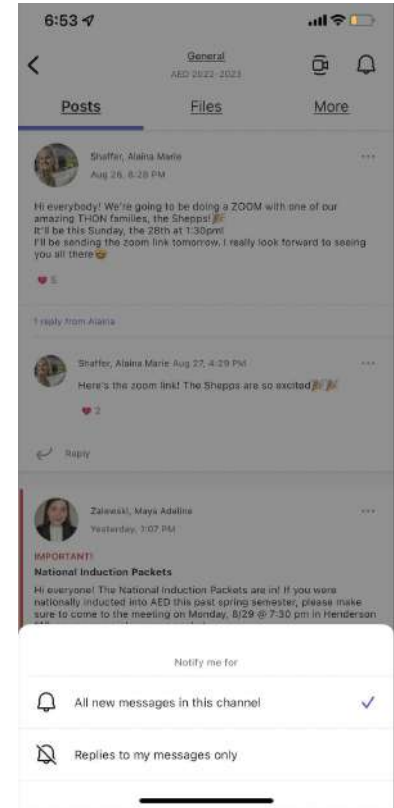 6:53
General
AED 2022-2023
Posts Files More
Shaffer, Alaina Marie
Aug 26, 8:28 PM
Hi everybody! We're going to be doing a ZOOM with one of our
amazing THON families, the Shepps!🎉
It'll be this Sunday, the 28th at 1:30pm!
I'll be sending the zoom link tomorrow. I really look forward to seeing
you all there🤩
5
1 reply from Alaina
Shaffer, Alaina Marie Aug 27, 4:29 PM
Here's the zoom link! The Shepps are so excited🎉🎉
2
Reply
Zalewski, Maya Adeline
Yesterday, 7:07 PM
IMPORTANT!
National Induction Packets
Hi everyone! The National Induction Packets are in! If you were
nationally inducted into AED this past spring semester, please make
sure to come to the meeting on Monday, 8/29 @ 7:30 pm in Henderson
Notify me for
All new messages in this channel
Replies to my messages only